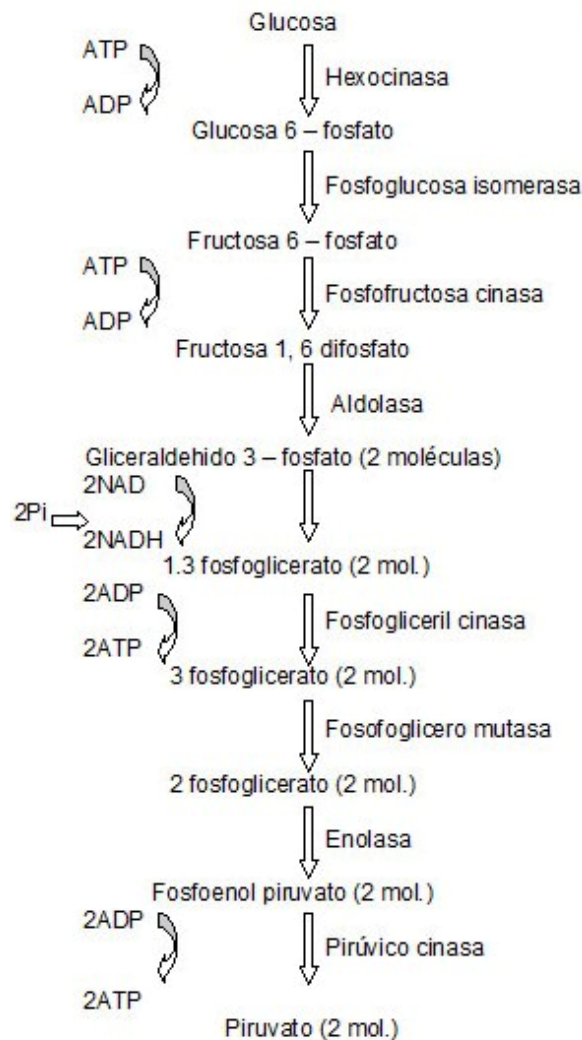 Glucosa
ATP
Hexocinasa
ADP
Glucosa 6 – fosfato
Fosfoglucosa isomerasa
Fructosa 6 – fosfato
ATP
Fosfofructosa cinasa
ADP
Fructosa 1, 6 difosfato
Aldolasa
Gliceraldehido 3 – fosfato (2 moléculas)
2NAD
2Pi
2NADH
1.3 fosfoglicerato (2 mol.)
2ADP
Fosfogliceril cinasa
2ATP
3 fosfoglicerato (2 mol.)
Fosofoglicero mutasa
2 fosfoglicerato (2 mol.)
Enolasa
Fosfoenol piruvato (2 mol.)
2ADP
Pirúvico cinasa
2ATP
Piruvato (2 mol.)